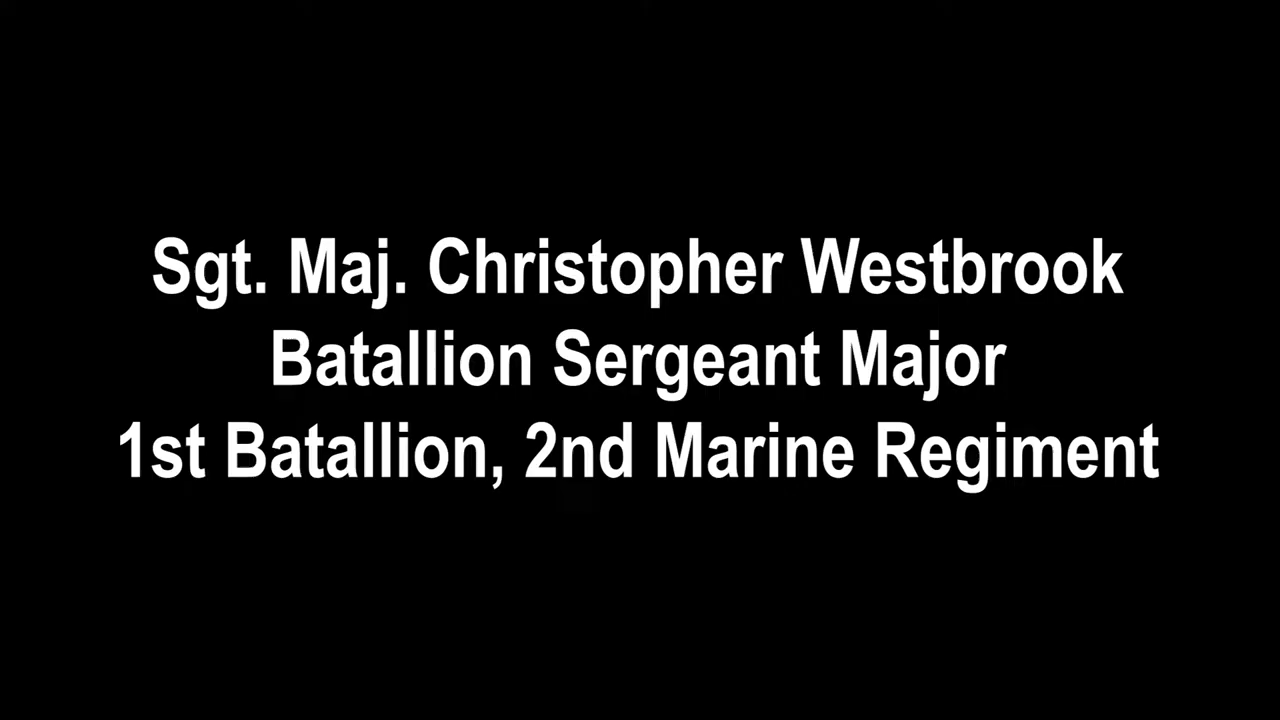 Sgt. Maj. Christopher Westbrook
Batallion Sergeant Major
1st Batallion, 2nd Marine Regiment